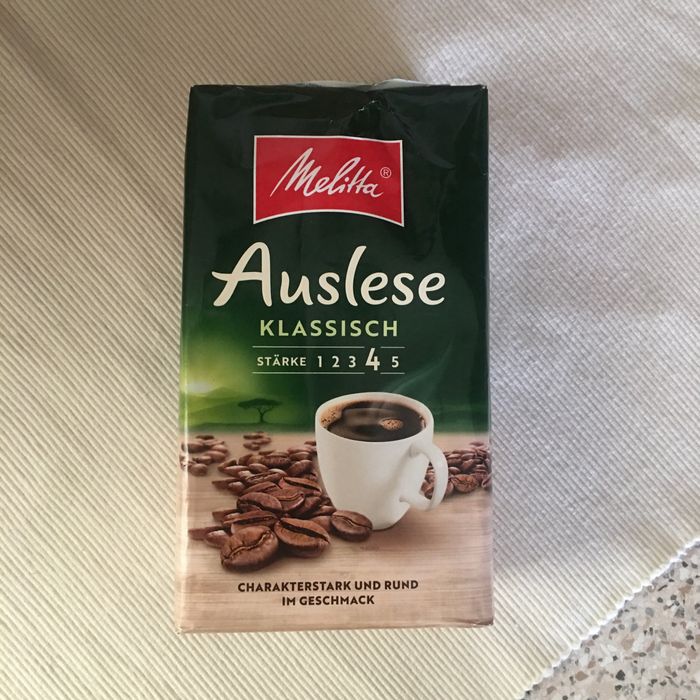 Melitta®
Auslese
KLASSISCH
STÄRKE 1 2 3 4 5
CHARAKTERSTARK UND RUND
IM GESCHMACK